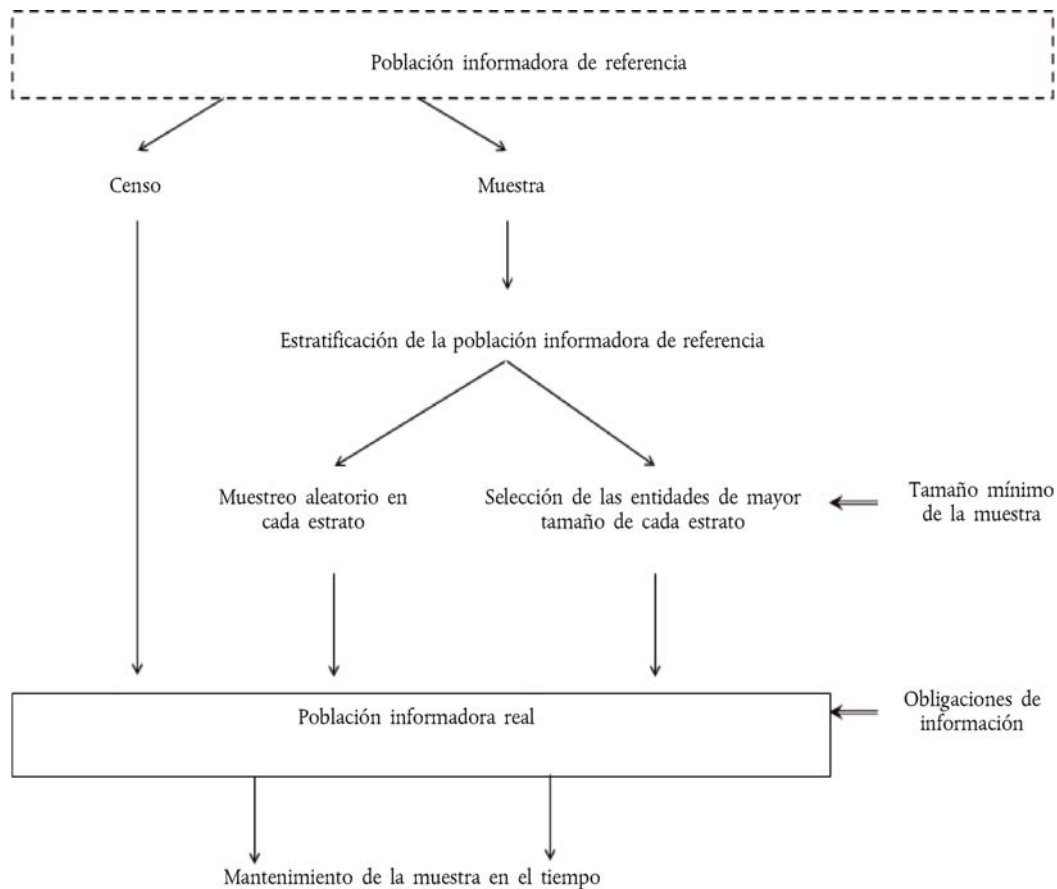 Población informadora de referencia
Censo
Muestra
Estratificación de la población informadora de referencia
Muestreo aleatorio en
cada estrato
Selección de las entidades de mayor
tamaño de cada estrato
Tamaño mínimo
de la muestra
Población informadora real
Obligaciones de
información
Mantenimiento de la muestra en el tiempo